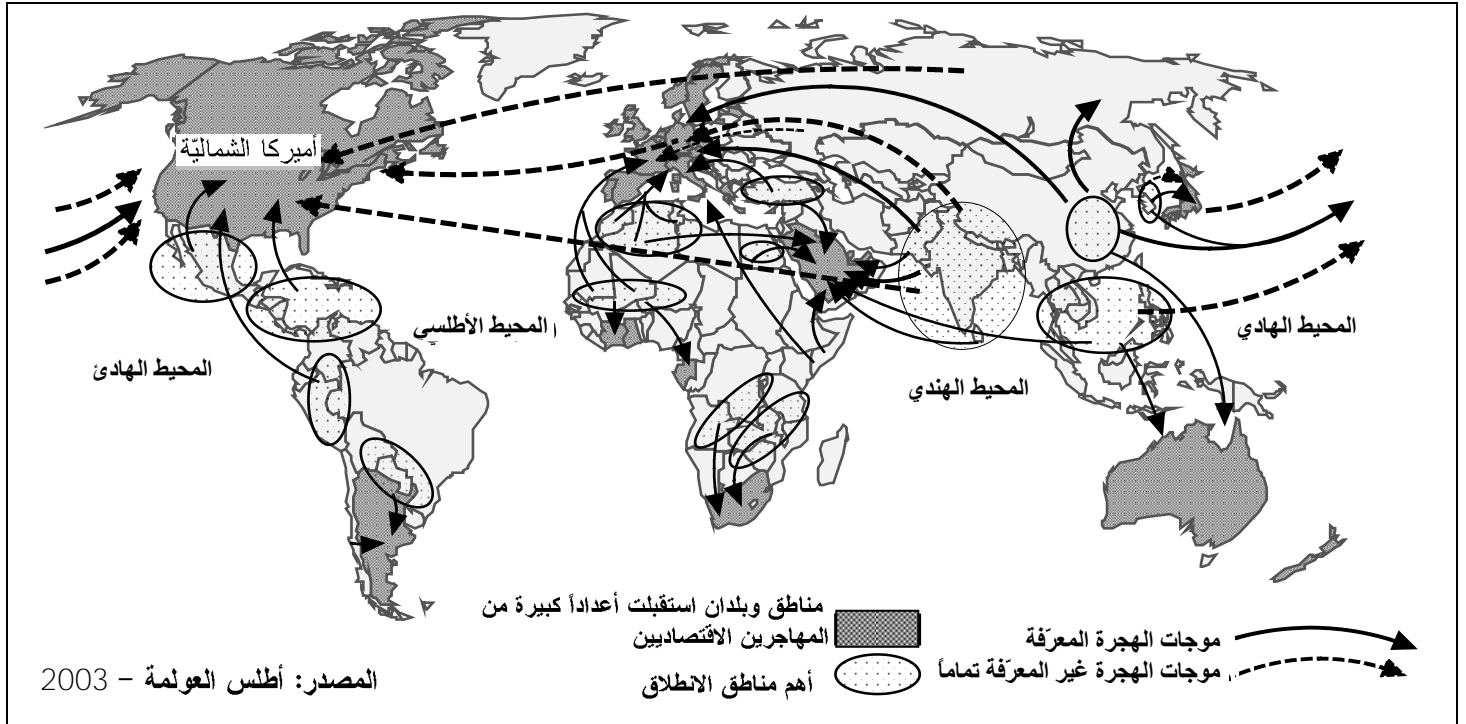 أميركا الشماليّة
المحيط الأطلسي
المحيط الهادي
المحيط الهادئ
المحيط الهندي
مناطق وبلدان استقبلت أعداداً كبيرة من
المهاجرين الاقتصاديين
موجات الهجرة المعرّفة
موجات الهجرة غير المعرّفة تماماً
أهم مناطق الانطلاق
المصدر: أطلس العولمة – 2003